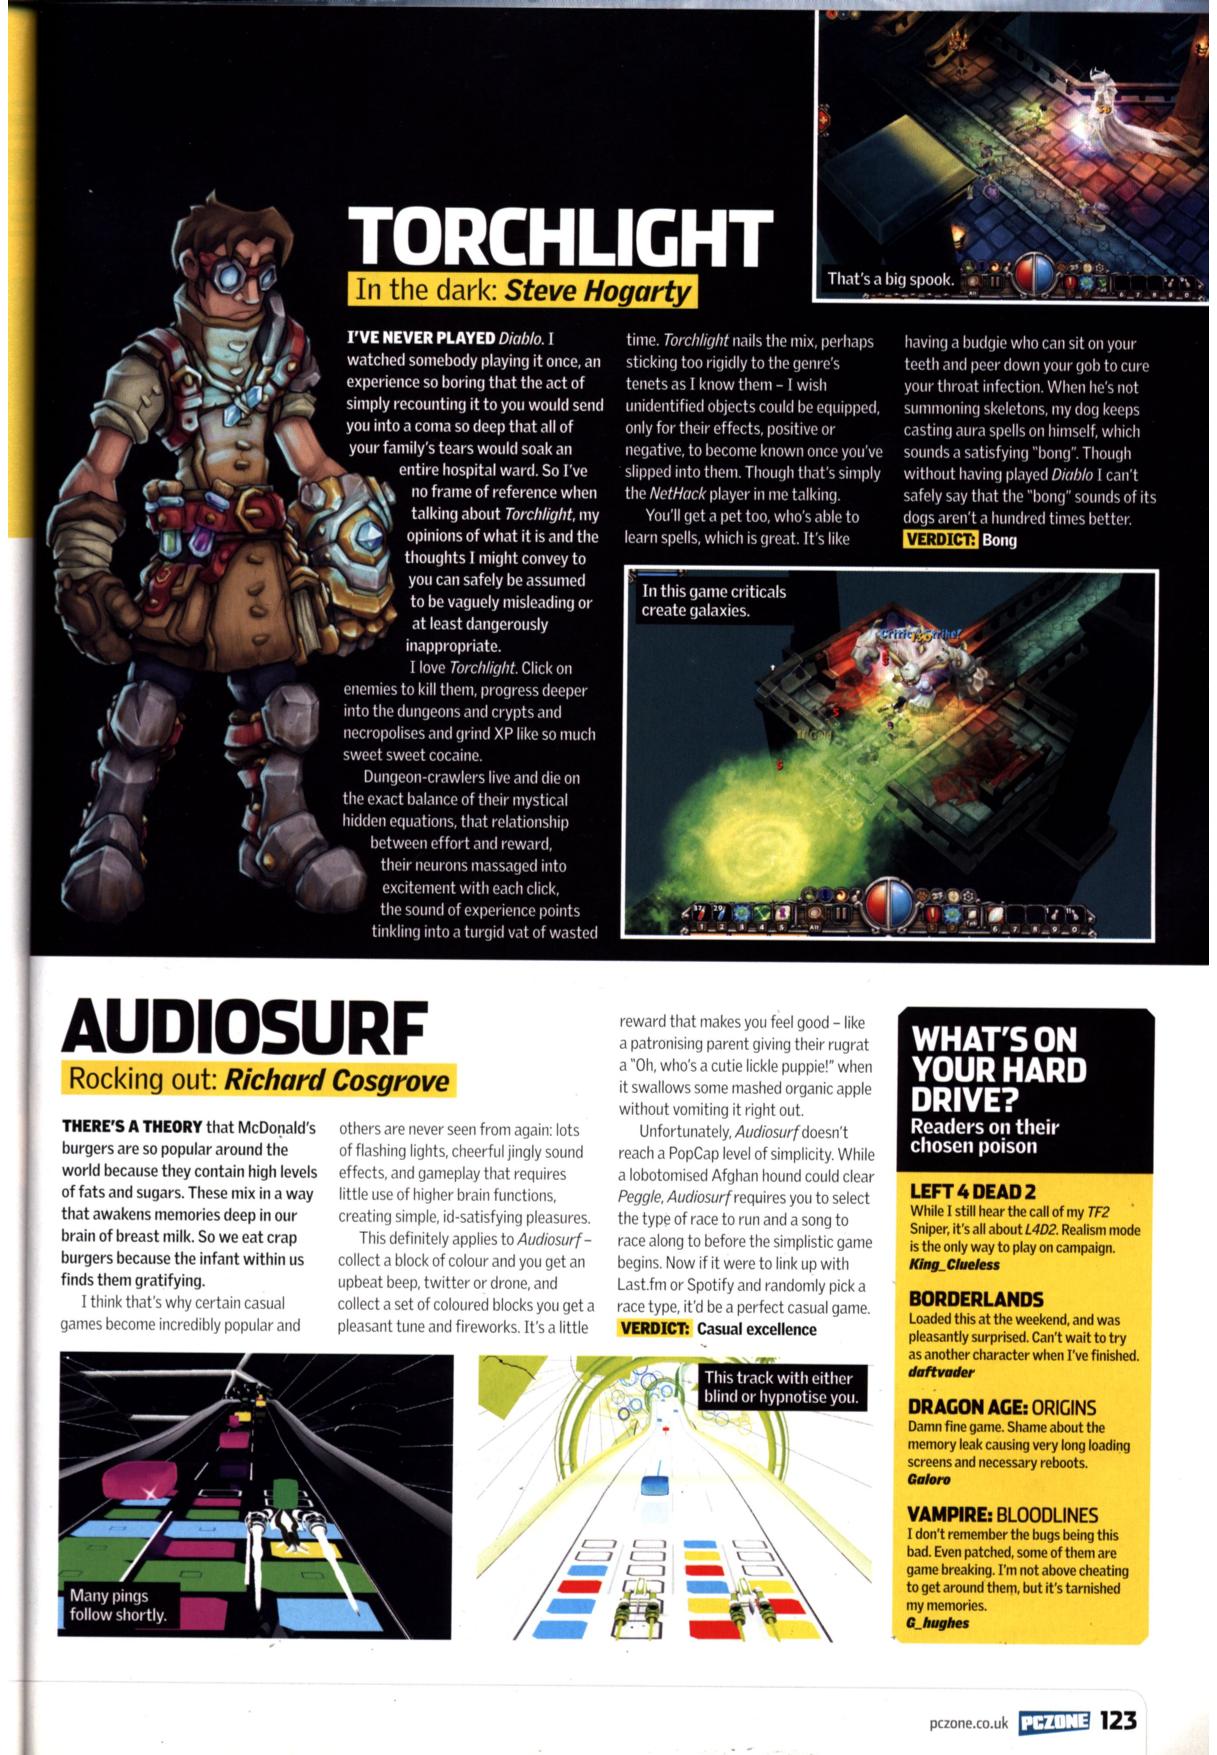 That's a big spook.
TORCHLIGHT
In the dark: Steve Hogarty
I'VE NEVER PLAYED Diablo. I
watched somebody playing it once, an
experience so boring that the act of
simply recounting it to you would send
you into a coma so deep that all of
your family's tears would soak an
entire hospital ward. So I've
no frame of reference when
talking about Torchlight, my
opinions of what it is and the
thoughts I might convey to
you can safely be assumed
to be vaguely misleading or
at least dangerously
inappropriate.
I love Torchlight. Click on
enemies to kill them, progress deeper
into the dungeons and crypts and
necropolises and grind XP like so much
sweet sweet cocaine.
Dungeon-crawlers live and die on
the exact balance of their mystical
hidden equations, that relationship
between effort and reward,
their neurons massaged into
excitement with each click,
the sound of experience points
tinkling into a turgid vat of wasted
time. Torchlight nails the mix, perhaps
sticking too rigidly to the genre's
tenets as I know them – I wish
unidentified objects could be equipped,
only for their effects, positive or
negative, to become known once you've
slipped into them. Though that's simply
the NetHack player in me talking.
You'll get a pet too, who's able to
learn spells, which is great. It's like
having a budgie who can sit on your
teeth and peer down your gob to cure
your throat infection. When he's not
summoning skeletons, my dog keeps
casting aura spells on himself, which
sounds a satisfying "bong". Though
without having played Diablo I can't
safely say that the "bong" sounds of its
dogs aren't a hundred times better.
VERDICT: Bong
In this game criticals
create galaxies.
AUDIOSURF
Rocking out: Richard Cosgrove
THERE'S A THEORY that McDonald's
burgers are so popular around the
world because they contain high levels
of fats and sugars. These mix in a way
that awakens memories deep in our
brain of breast milk. So we eat crap
burgers because the infant within us
finds them gratifying.
I think that's why certain casual
games become incredibly popular and
others are never seen from again: lots
of flashing lights, cheerful jingly sound
effects, and gameplay that requires
little use of higher brain functions,
creating simple, id-satisfying pleasures.
This definitely applies to Audiosurf –
collect a block of colour and you get an
upbeat beep, twitter or drone, and
collect a set of coloured blocks you get a
pleasant tune and fireworks. It's a little
reward that makes you feel good – like
a patronising parent giving their rugrat
a "Oh, who's a cutie lickle puppie!" when
it swallows some mashed organic apple
without vomiting it right out.
Unfortunately, Audiosurf doesn't
reach a PopCap level of simplicity. While
a lobotomised Afghan hound could clear
Peggle, Audiosurf requires you to select
the type of race to run and a song to
race along to before the simplistic game
begins. Now if it were to link up with
Last.fm or Spotify and randomly pick a
race type, it'd be a perfect casual game.
VERDICT: Casual excellence
Many pings
follow shortly.
This track with either
blind or hypnotise you.
WHAT'S ON
YOUR HARD
DRIVE?
Readers on their
chosen poison
LEFT 4 DEAD 2
While I still hear the call of my TF2
Sniper, it's all about L4D2. Realism mode
is the only way to play on campaign.
King_Clueless
BORDERLANDS
Loaded this at the weekend, and was
pleasantly surprised. Can't wait to try
as another character when I've finished.
daftvader
DRAGON AGE: ORIGINS
Damn fine game. Shame about the
memory leak causing very long loading
screens and necessary reboots.
Galoro
VAMPIRE: BLOODLINES
I don't remember the bugs being this
bad. Even patched, some of them are
game breaking. I'm not above cheating
to get around them, but it's tarnished
my memories.
G_hughes
pczone.co.uk PCZONE 123